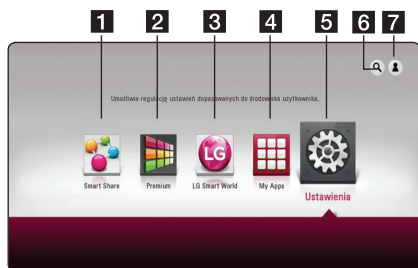 1 2 3 4 5 6 7
Umożliwia regulację ustawień dopasowanych do środowiska użytkownika.
LG
Smart Share Premium LG Smart World My Apps Ustawienia